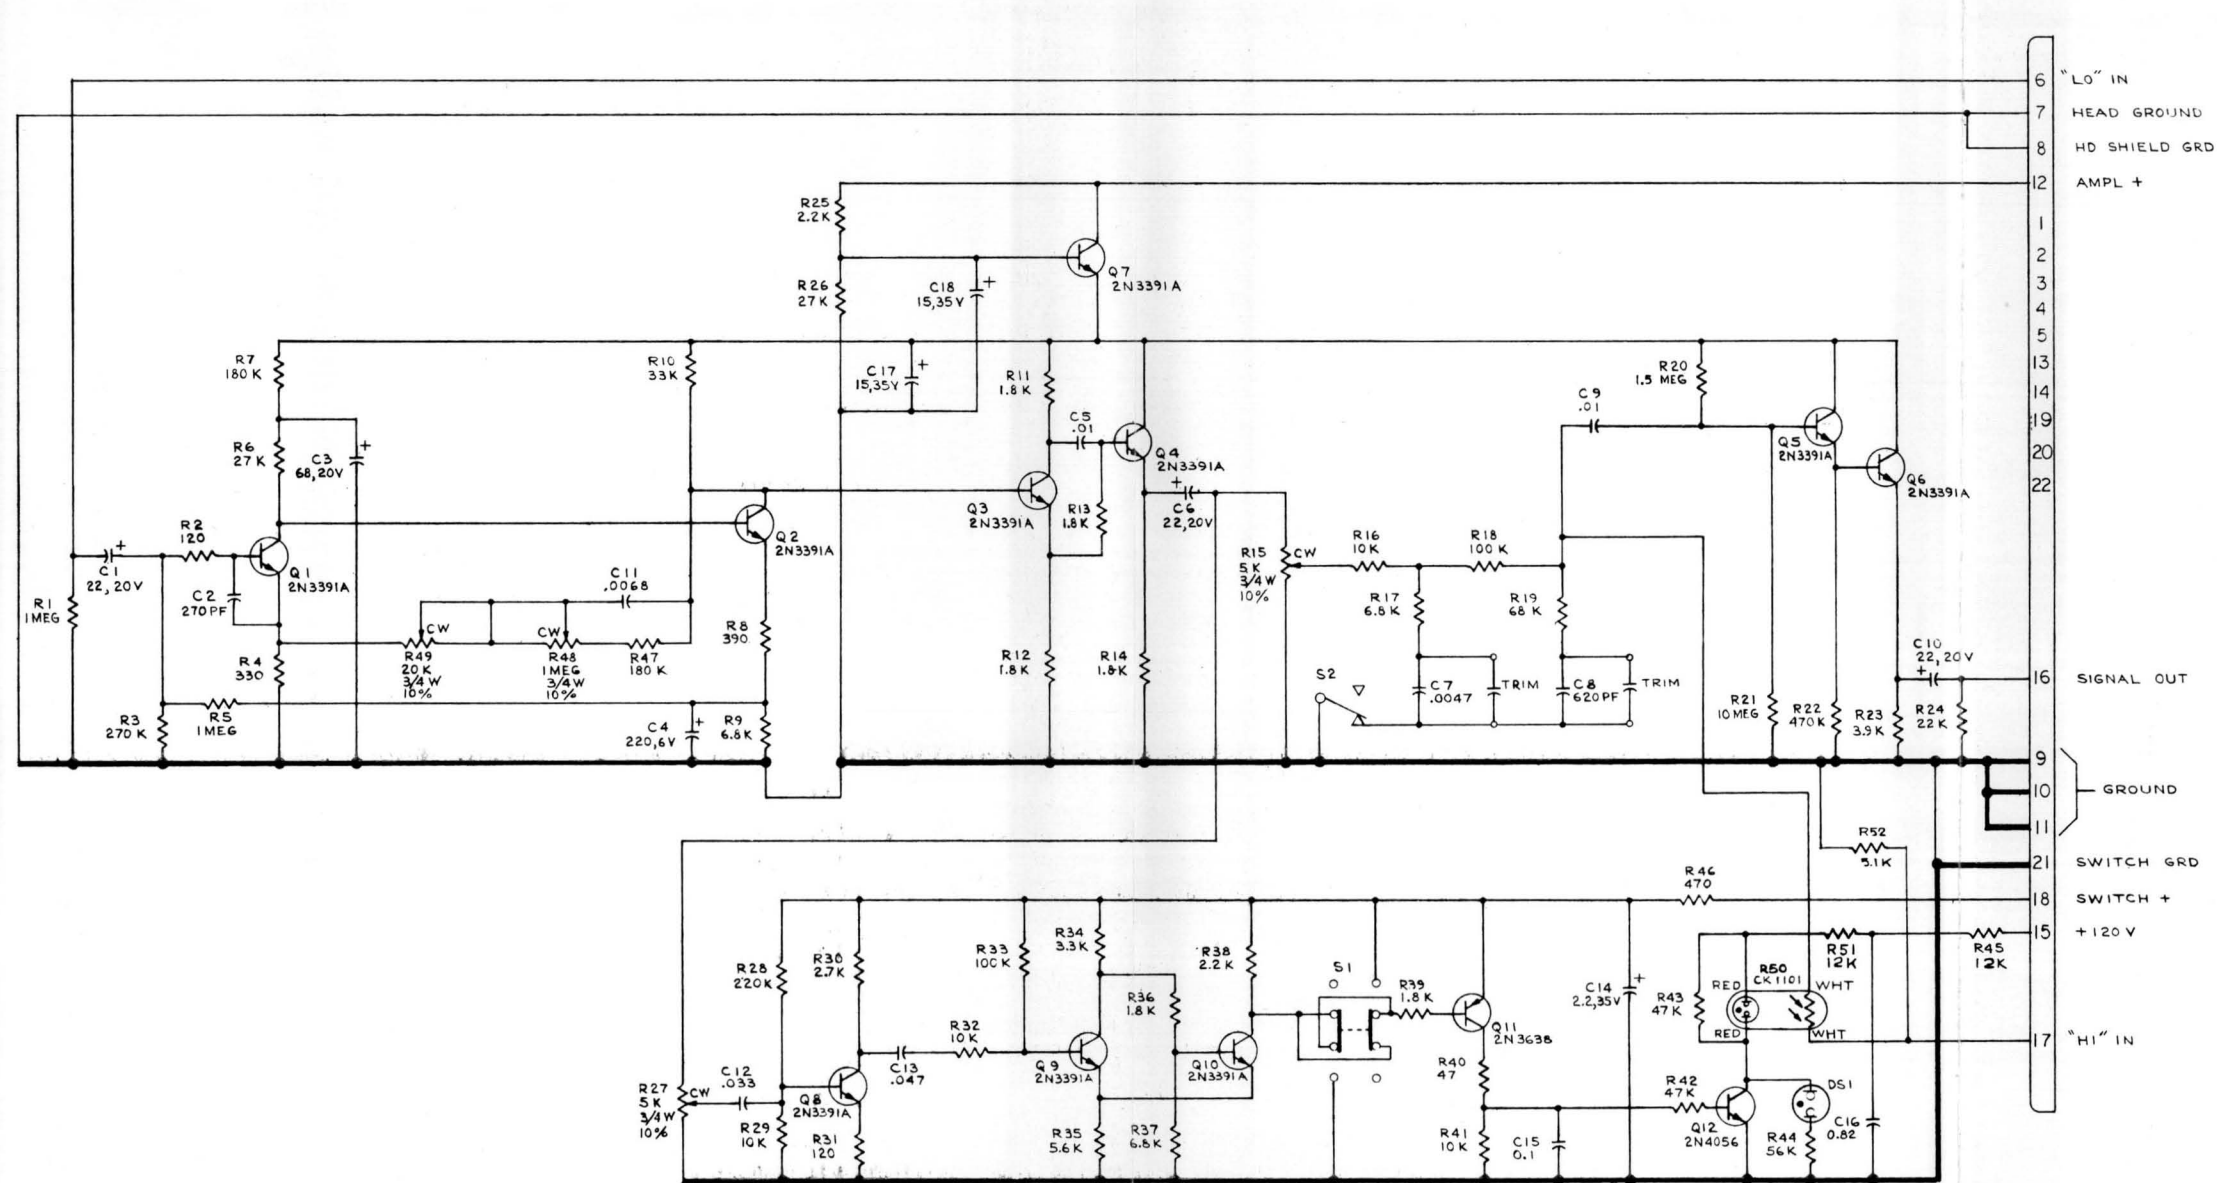 6 "LO" IN
7 HEAD GROUND
8 HD SHIELD GRD
12 AMPL +
1
2
3
4
5
13
14
19
20
22
16 SIGNAL OUT
9
10 GROUND
11
21 SWITCH GRD
18 SWITCH +
15 +120 V
17 "HI" IN
R25
2.2K
R26
27K
C18
15,35V
Q7
2N3391A
R7
180K
R10
33K
C17
15,35V
R11
1.8K
R20
1.5 MEG
C9
.01
C5
.01
Q4
2N3391A
Q5
2N3391A
Q6
2N3391A
R6
27K
C3
68,20V
Q3
2N3391A
R13
1.8K
C6
22,20V
R2
120
Q2
2N3391A
C1
22,20V
Q1
2N3391A
C2
270PF
C11
.0068
R15
5K
3/4W
10%
CW
R16
10K
R18
100K
R17
6.8K
R19
68K
R1
1MEG
R8
390
CW
R49
20K
3/4W
10%
CW
R48
1MEG
3/4W
10%
R47
180K
R4
330
R12
1.8K
R14
1.8K
S2
C7
.0047
TRIM
C8
620PF
TRIM
C10
22,20V
R3
270K
R5
1MEG
C4
220,6V
R9
6.8K
R21
10MEG
R22
470K
R23
3.9K
R24
22K
R52
5.1K
R46
470
R28
220K
R30
2.7K
R33
100K
R34
3.3K
R38
2.2K
S1
R39
1.8K
C14
2.2,35V
R43
47K
RED
R50
CK1101
WHT
R51
12K
R45
12K
RED
WHT
R36
1.8K
R32
10K
Q11
2N3638
C13
.047
Q9
2N3391A
Q10
2N3391A
R40
47
R27
5K
3/4W
10%
CW
C12
.033
Q8
2N3391A
R42
47K
DS1
R29
10K
R31
120
R35
5.6K
R37
6.8K
R41
10K
C15
0.1
Q12
2N4056
R44
56K
C16
0.82